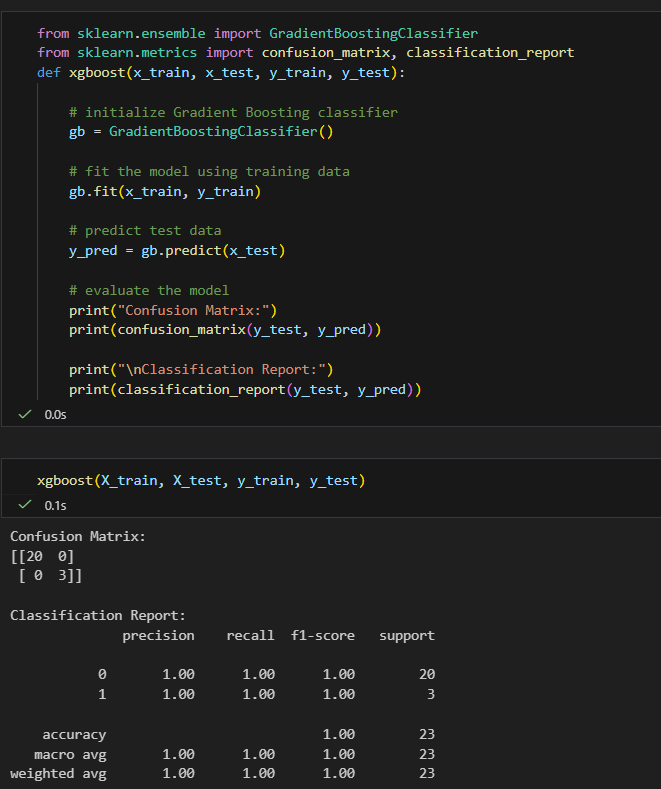 from sklearn.ensemble import GradientBoostingClassifier
from sklearn.metrics import confusion_matrix, classification_report
def xgboost(x_train, x_test, y_train, y_test):
# initialize Gradient Boosting classifier
gb = GradientBoostingClassifier()
# fit the model using training data
gb.fit(x_train, y_train)
# predict test data
y_pred = gb.predict(x_test)
# evaluate the model
print("Confusion Matrix:")
print(confusion_matrix(y_test, y_pred))
print("\nClassification Report:")
print(classification_report(y_test, y_pred))
0.0s
xgboost(X_train, X_test, y_train, y_test)
0.1s
Confusion Matrix:
[[20 0]
[ 0 3]]
Classification Report:
precision recall f1-score support
0 1.00 1.00 1.00 20
1 1.00 1.00 1.00 3
accuracy 1.00 23
macro avg 1.00 1.00 1.00 23
weighted avg 1.00 1.00 1.00 23